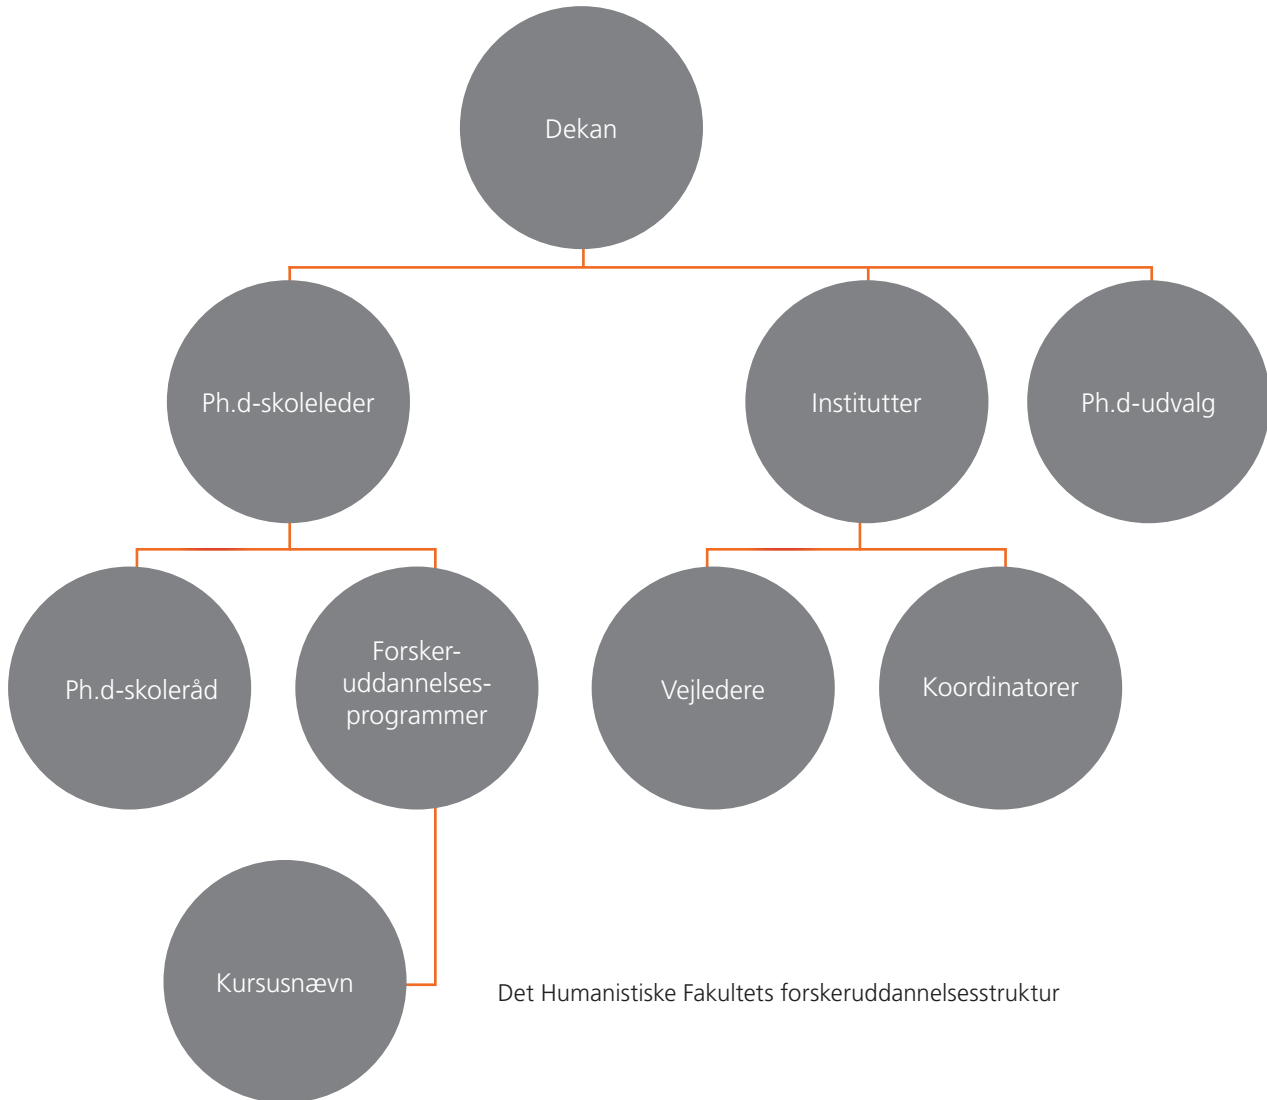 Dekan
Ph.d-skoleleder
Institutter
Ph.d-udvalg
Ph.d-skoleråd
Forsker-
uddannelses-
programmer
Vejledere
Koordinatorer
Kursusnævn
Det Humanistiske Fakultets forskeruddannelsesstruktur